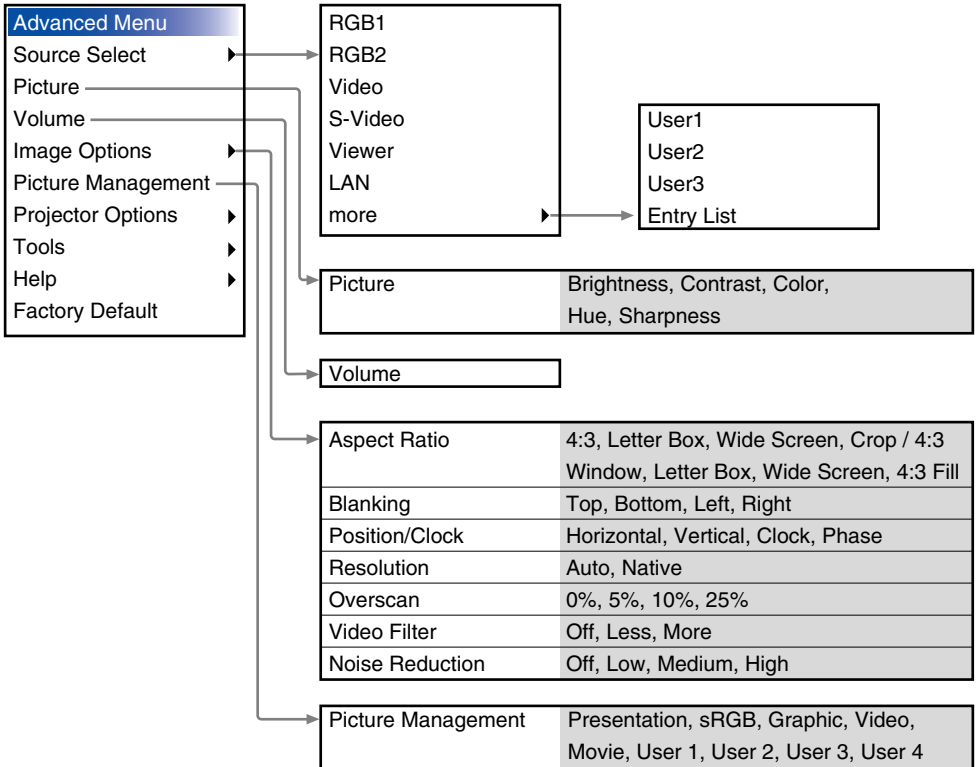 Advanced Menu
Source Select
Picture
Volume
Image Options
Picture Management
Projector Options
Tools
Help
Factory Default
RGB1
RGB2
Video
S-Video
Viewer
LAN
more
User1
User2
User3
Entry List
Picture Brightness, Contrast, Color,
Hue, Sharpness
Volume
Aspect Ratio 4:3, Letter Box, Wide Screen, Crop / 4:3
Window, Letter Box, Wide Screen, 4:3 Fill
Blanking Top, Bottom, Left, Right
Position/Clock Horizontal, Vertical, Clock, Phase
Resolution Auto, Native
Overscan 0%, 5%, 10%, 25%
Video Filter Off, Less, More
Noise Reduction Off, Low, Medium, High
Picture Management Presentation, sRGB, Graphic, Video,
Movie, User 1, User 2, User 3, User 4